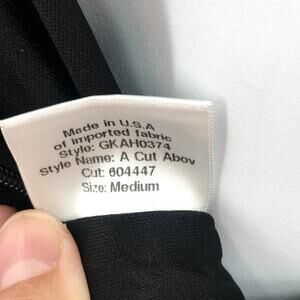 Made in U.S.A
of imported fabric
Style: GKAH0374
Style Name: A Cut Abov
Cut: 604447
Size: Medium